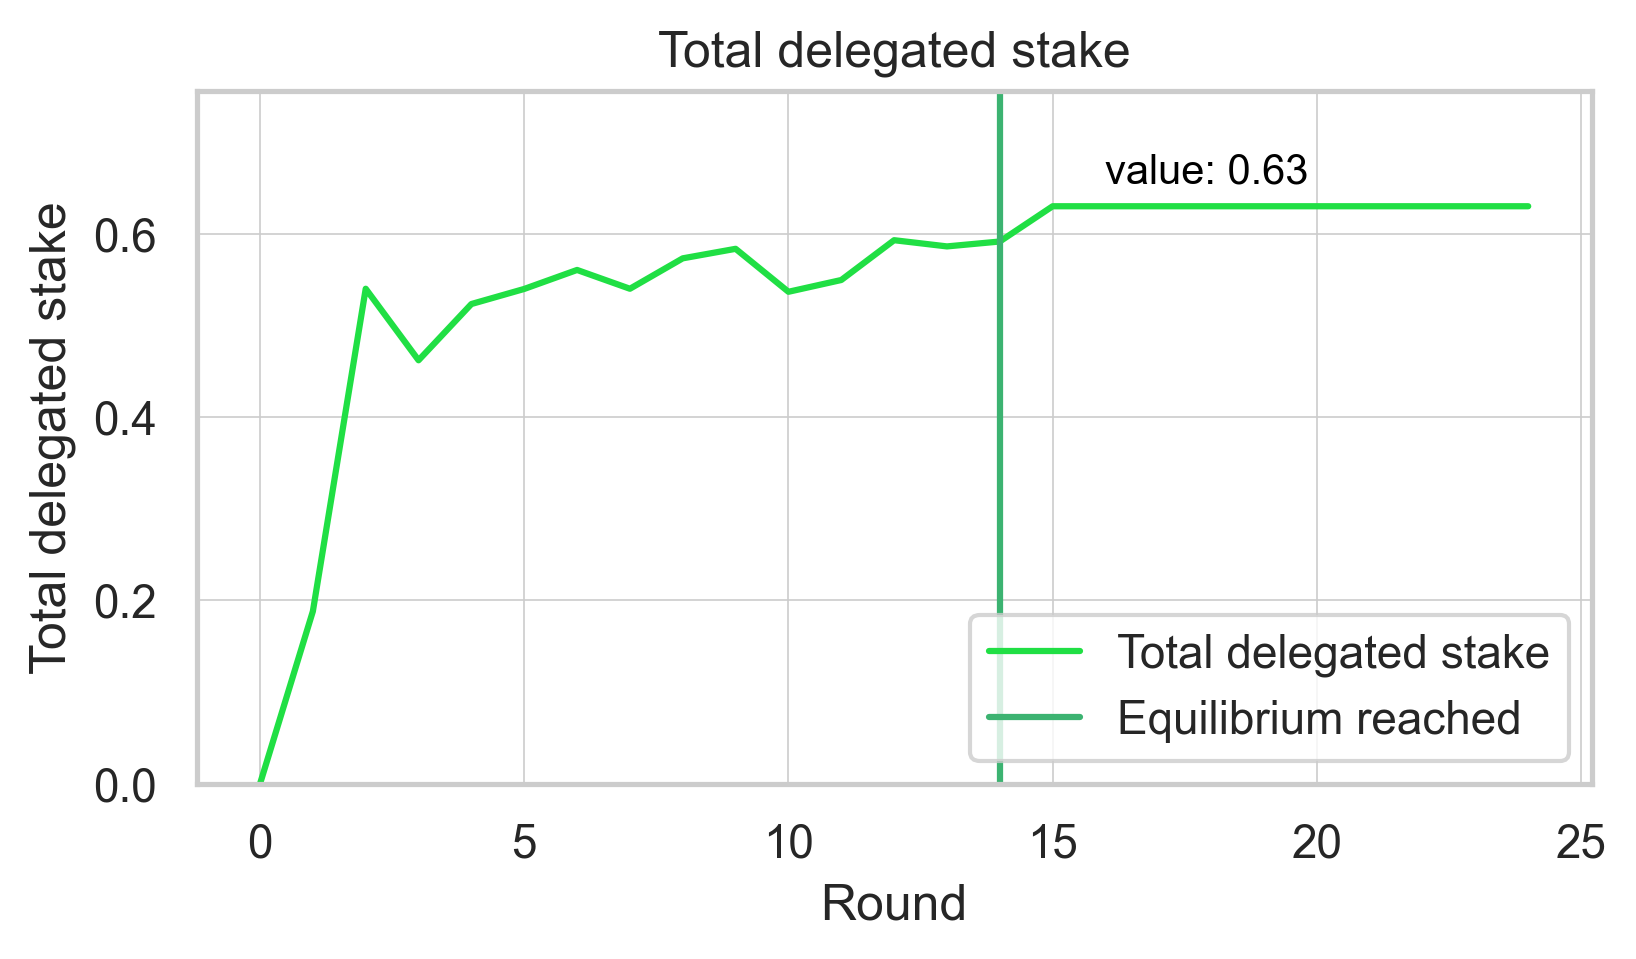 Total delegated stake
value: 0.63
Total delegated stake
0.6
0.4
0.2
0.0
Total delegated stake
Equilibrium reached
0 5 10 15 20 25
Round